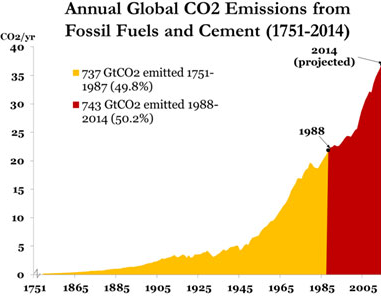 Annual Global CO2 Emissions from
Fossil Fuels and Cement (1751-2014)
CO2/yr
40
35
30
25
20
15
10
5
0
737 GtCO2 emitted 1751-
1987 (49.8%)
743 GtCO2 emitted 1988-
2014 (50.2%)
2014
(projected)
1988
1751 1865 1885 1905 1925 1945 1965 1985 2005